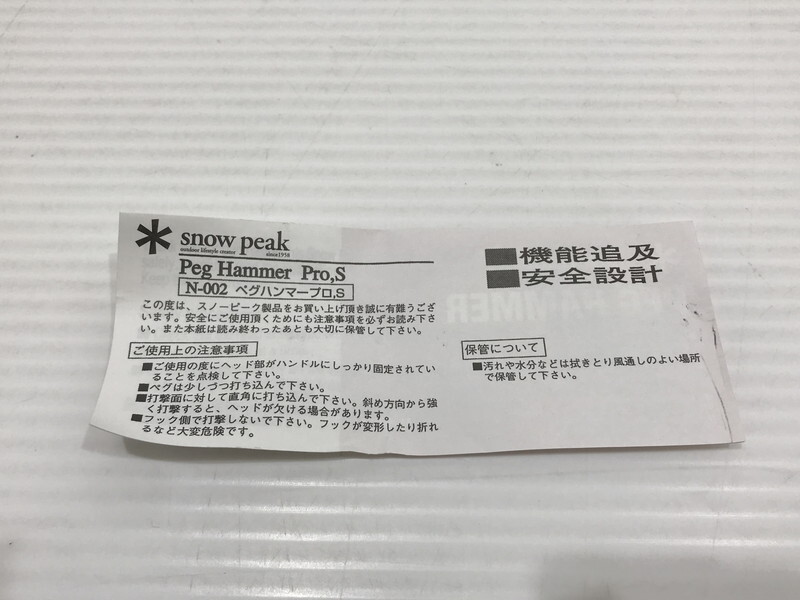 snow peak
outdoor lifestyle creator since1958
Peg Hammer Pro,S
N-002 ペグハンマープロ,S
この度は、スノーピーク製品をお買い上げ頂き誠に有難うござ
います。安全にご使用頂くためにも注意事項を必ずお読み下さ
い。また本紙は読み終わったあとも大切に保管して下さい。
ご使用上の注意事項
■ご使用の度にヘッド部がハンドルにしっかり固定されてい
ることを点検して下さい。
■ペグは少しづつ打ち込んで下さい。
■打撃面に対して直角に打ち込んで下さい。斜め方向から強
く打撃すると、ヘッドが欠ける場合があります。
■フック側で打撃しないで下さい。フックが変形したり折れ
るなど大変危険です。
■機能追及
■安全設計
保管について
■汚れや水分などは拭きとり風通しのよい場所
で保管して下さい。